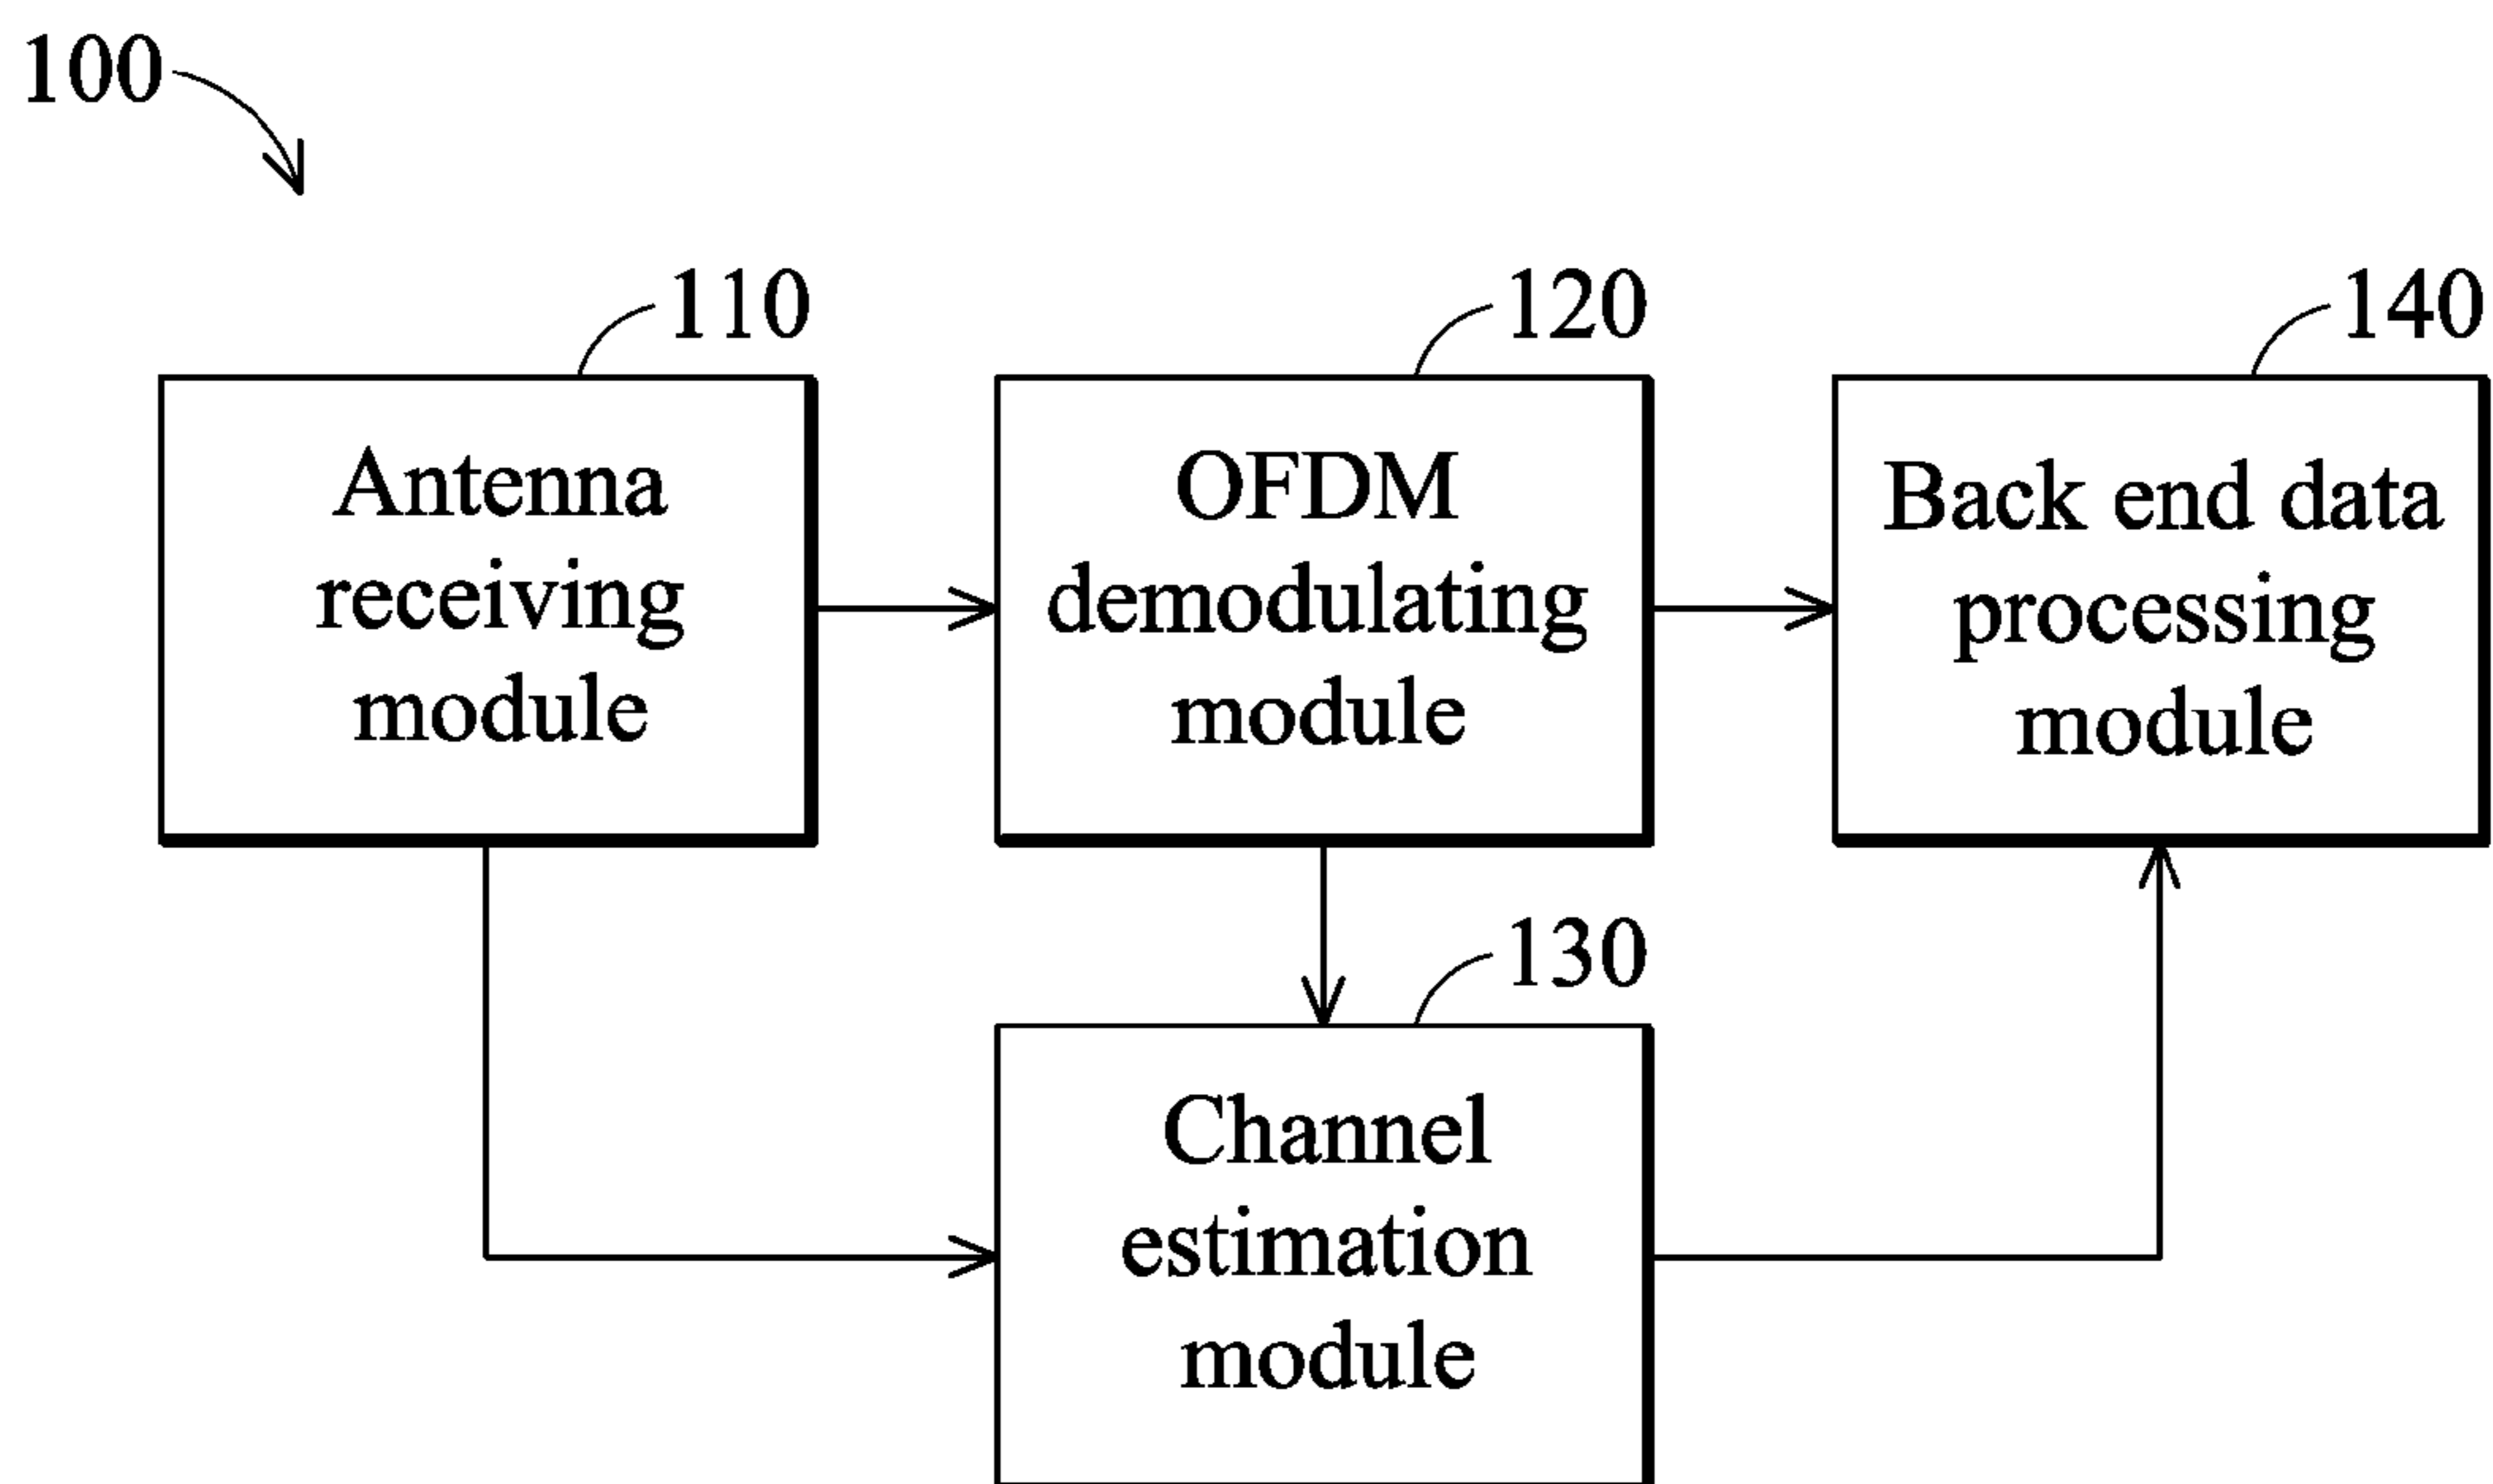 100
110
120
140
Antenna
receiving
module
OFDM
demodulating
module
Back end data
processing
module
130
Channel
estimation
module